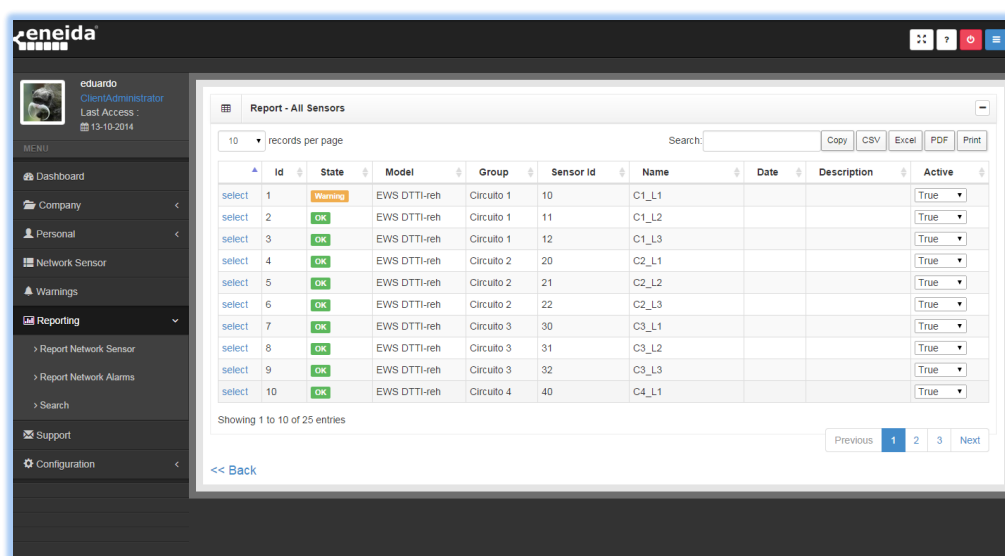 eneida
?
eduardo
ClientAdministrator
Last Access :
13-10-2014
MENU
Dashboard
Company
Personal
Network Sensor
Warnings
Reporting
> Report Network Sensor
> Report Network Alarms
> Search
Support
Configuration
Report - All Sensors
10 records per page Search: Copy CSV Excel PDF Print
Id State Model Group Sensor Id Name Date Description Active
select 1 Warning EWS DTTI-reh Circuito 1 10 C1_L1 True
select 2 OK EWS DTTI-reh Circuito 1 11 C1_L2 True
select 3 OK EWS DTTI-reh Circuito 1 12 C1_L3 True
select 4 OK EWS DTTI-reh Circuito 2 20 C2_L1 True
select 5 OK EWS DTTI-reh Circuito 2 21 C2_L2 True
select 6 OK EWS DTTI-reh Circuito 2 22 C2_L3 True
select 7 OK EWS DTTI-reh Circuito 3 30 C3_L1 True
select 8 OK EWS DTTI-reh Circuito 3 31 C3_L2 True
select 9 OK EWS DTTI-reh Circuito 3 32 C3_L3 True
select 10 OK EWS DTTI-reh Circuito 4 40 C4_L1 True
Showing 1 to 10 of 25 entries
Previous 1 2 3 Next
<< Back